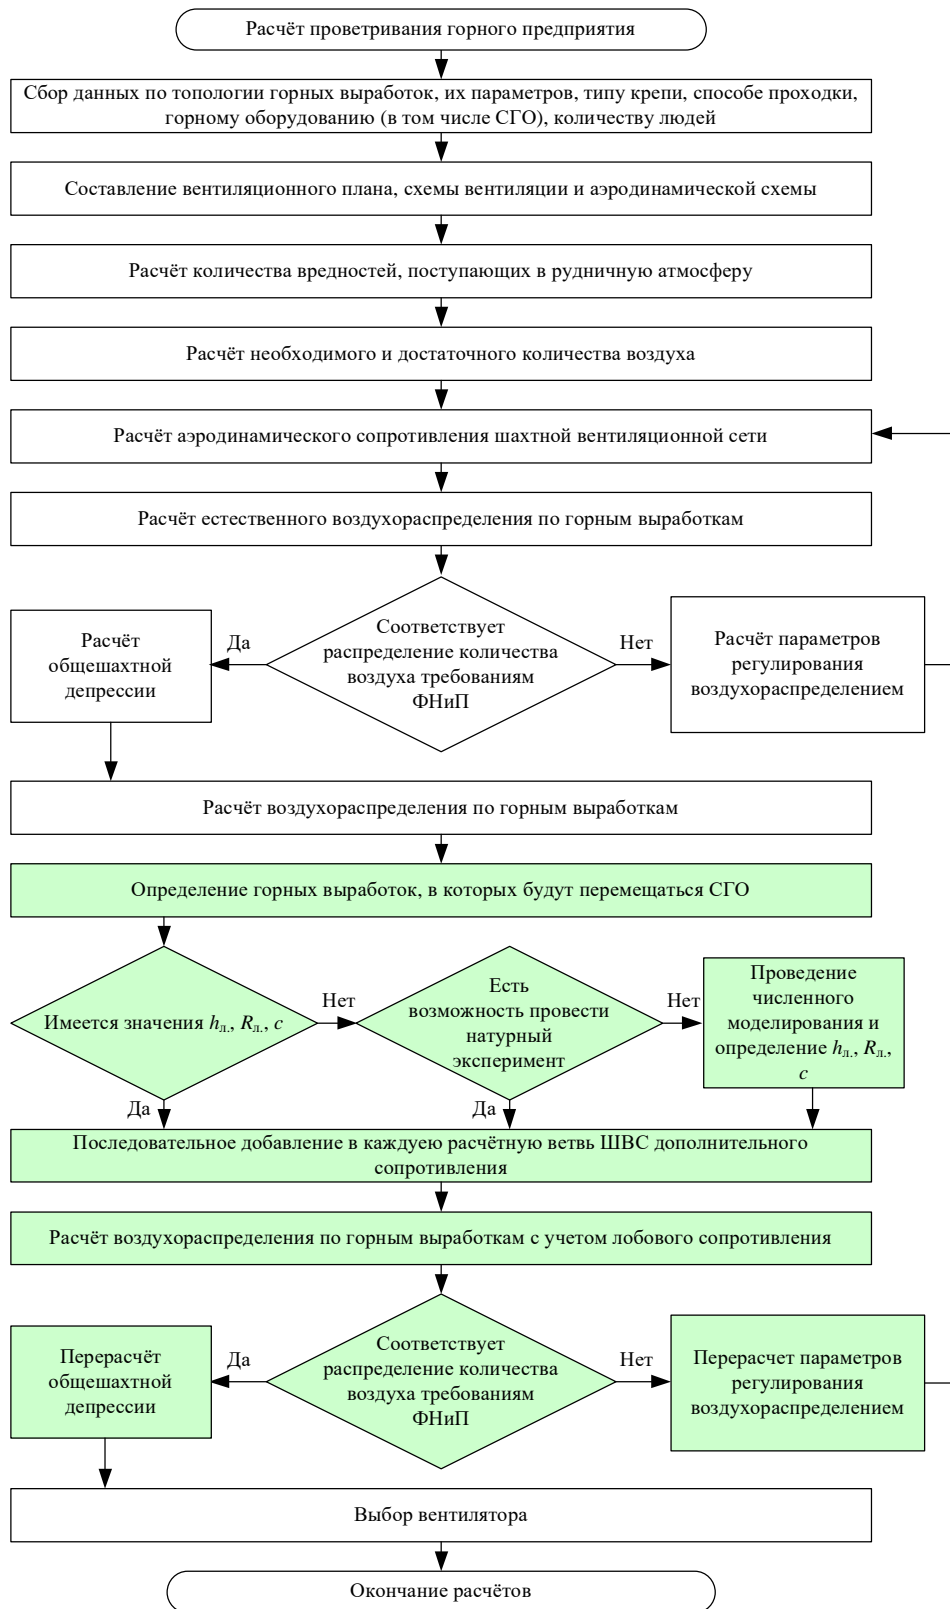 Расчёт проветривания горного предприятия
Сбор данных по топологии горных выработок, их параметров, типу крепи, способе проходки,
горному оборудованию (в том числе СГО), количеству людей
Составление вентиляционного плана, схемы вентиляции и аэродинамической схемы
Расчёт количества вредностей, поступающих в рудничную атмосферу
Расчёт необходимого и достаточного количества воздуха
Расчёт аэродинамического сопротивления шахтной вентиляционной сети
Расчёт естественного воздухораспределения по горным выработкам
Расчёт
общешахтной
депрессии
Да
Соответствует
распределение количества
воздуха требованиям
ФНиП
Нет
Расчёт параметров
регулирования
воздухораспределением
Расчёт воздухораспределения по горным выработкам
Определение горных выработок, в которых будут перемещаться СГО
Имеется значения hл., Rл., c
Нет
Есть
возможность провести
натурный
эксперимент
Нет
Проведение
численного
моделирования и
определение hл., Rл.,
c
Да
Да
Последовательное добавление в каждуею расчётную ветвь ШВС дополнительного
сопротивления
Расчёт воздухораспределения по горным выработкам с учетом лобового сопротивления
Перерасчёт
общешахтной
депрессии
Да
Соответствует
распределение количества
воздуха требованиям
ФНиП
Нет
Перерасчет параметров
регулирования
воздухораспределением
Выбор вентилятора
Окончание расчётов